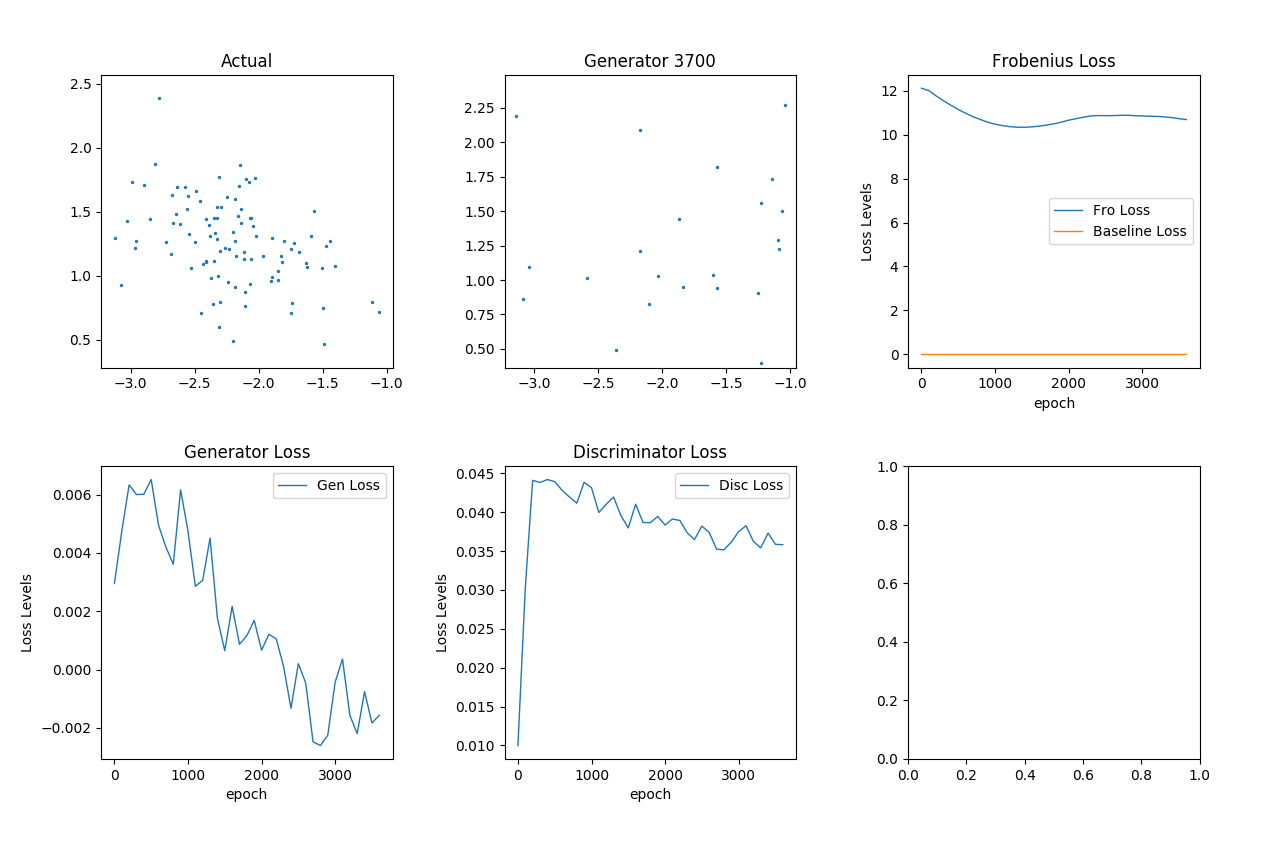 Actual
2.5
2.0
1.5
1.0
0.5
−3.0 −2.5 −2.0 −1.5 −1.0
Generator 3700
2.25
2.00
1.75
1.50
1.25
1.00
0.75
0.50
−3.0 −2.5 −2.0 −1.5 −1.0
Frobenius Loss
Loss Levels
12
10
8
6
4
2
0
Fro Loss
Baseline Loss
0 1000 2000 3000
epoch
Generator Loss
Loss Levels
0.006
0.004
0.002
0.000
−0.002
Gen Loss
0 1000 2000 3000
epoch
Discriminator Loss
Loss Levels
0.045
0.040
0.035
0.030
0.025
0.020
0.015
0.010
Disc Loss
0 1000 2000 3000
epoch
1.0
0.8
0.6
0.4
0.2
0.0
0.0 0.2 0.4 0.6 0.8 1.0